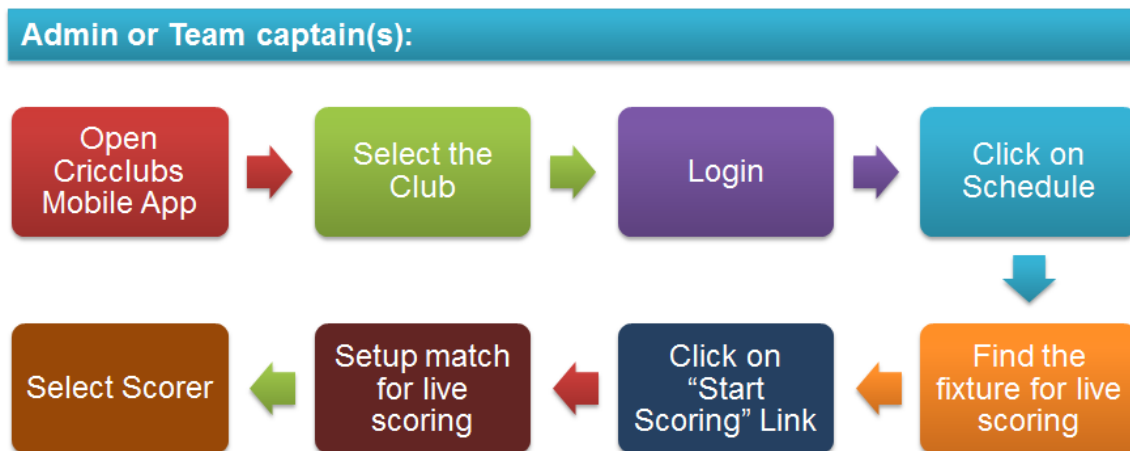 Admin or Team captain(s):
Open
Cricclubs
Mobile App
Select the
Club
Login
Click on
Schedule
Find the
fixture for live
scoring
Click on
“Start
Scoring” Link
Setup match
for live
scoring
Select Scorer